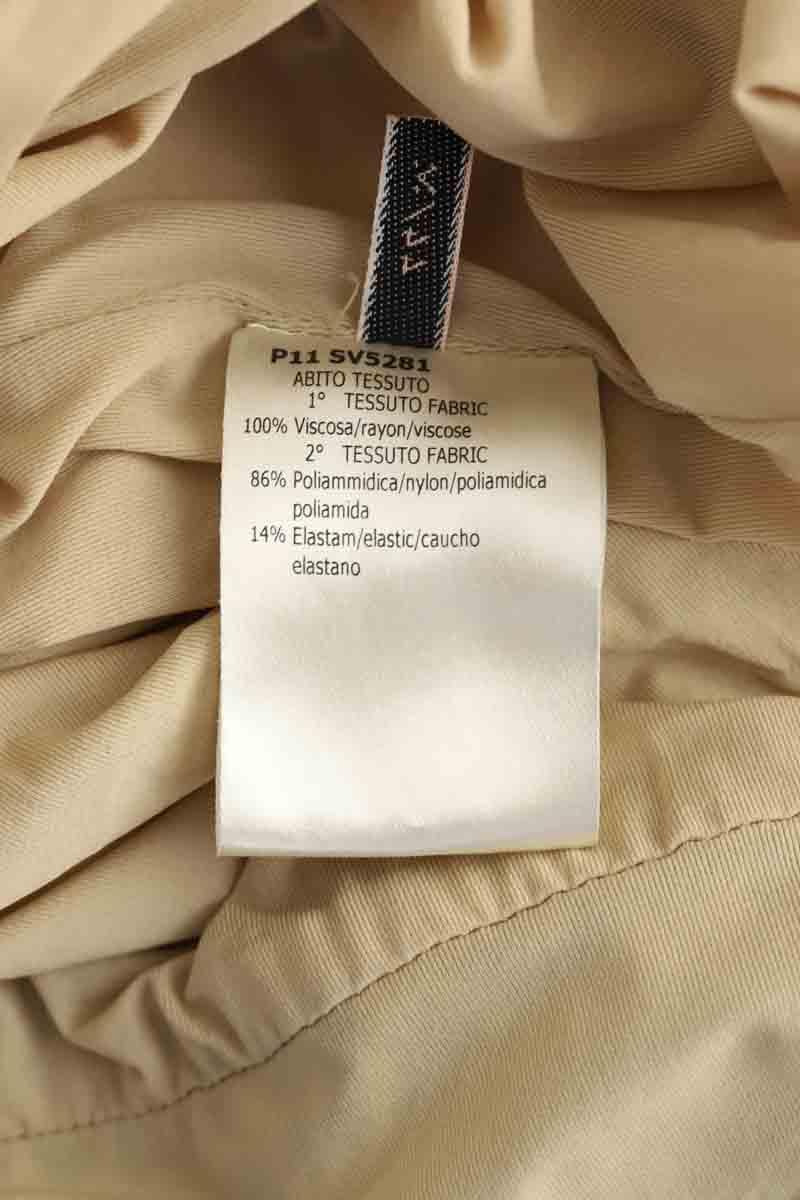 P11 SV5281
ABITO TESSUTO
1° TESSUTO FABRIC
100% Viscosa/rayon/viscose
2° TESSUTO FABRIC
86% Poliammidica/nylon/poliamidica
poliamida
14% Elastam/elastic/caucho
elastano